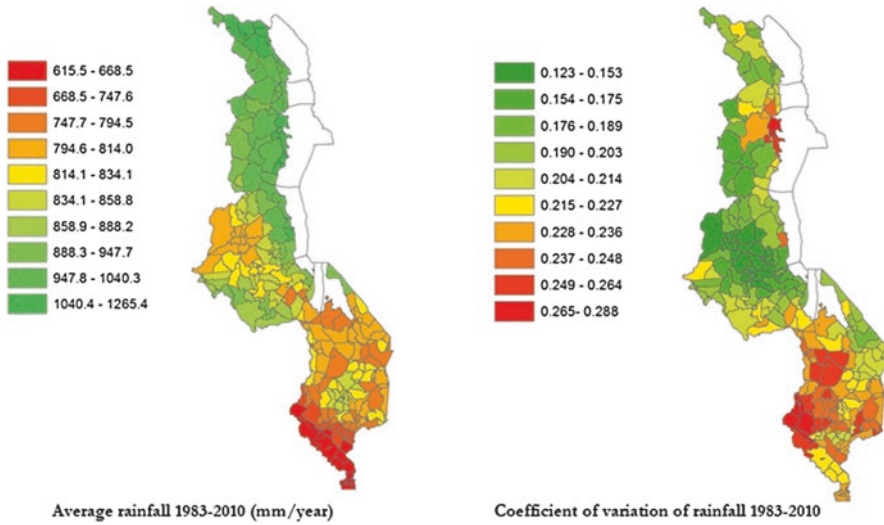 615.5 - 668.5
668.5 - 747.6
747.7 - 794.5
794.6 - 814.0
814.1 - 834.1
834.1 - 858.8
858.9 - 888.2
888.3 - 947.7
947.8 - 1040.3
1040.4 - 1265.4
Average rainfall 1983-2010 (mm/year)
0.123 - 0.153
0.154 - 0.175
0.176 - 0.189
0.190 - 0.203
0.204 - 0.214
0.215 - 0.227
0.228 - 0.236
0.237 - 0.248
0.249 - 0.264
0.265- 0.288
Coefficient of variation of rainfall 1983-2010